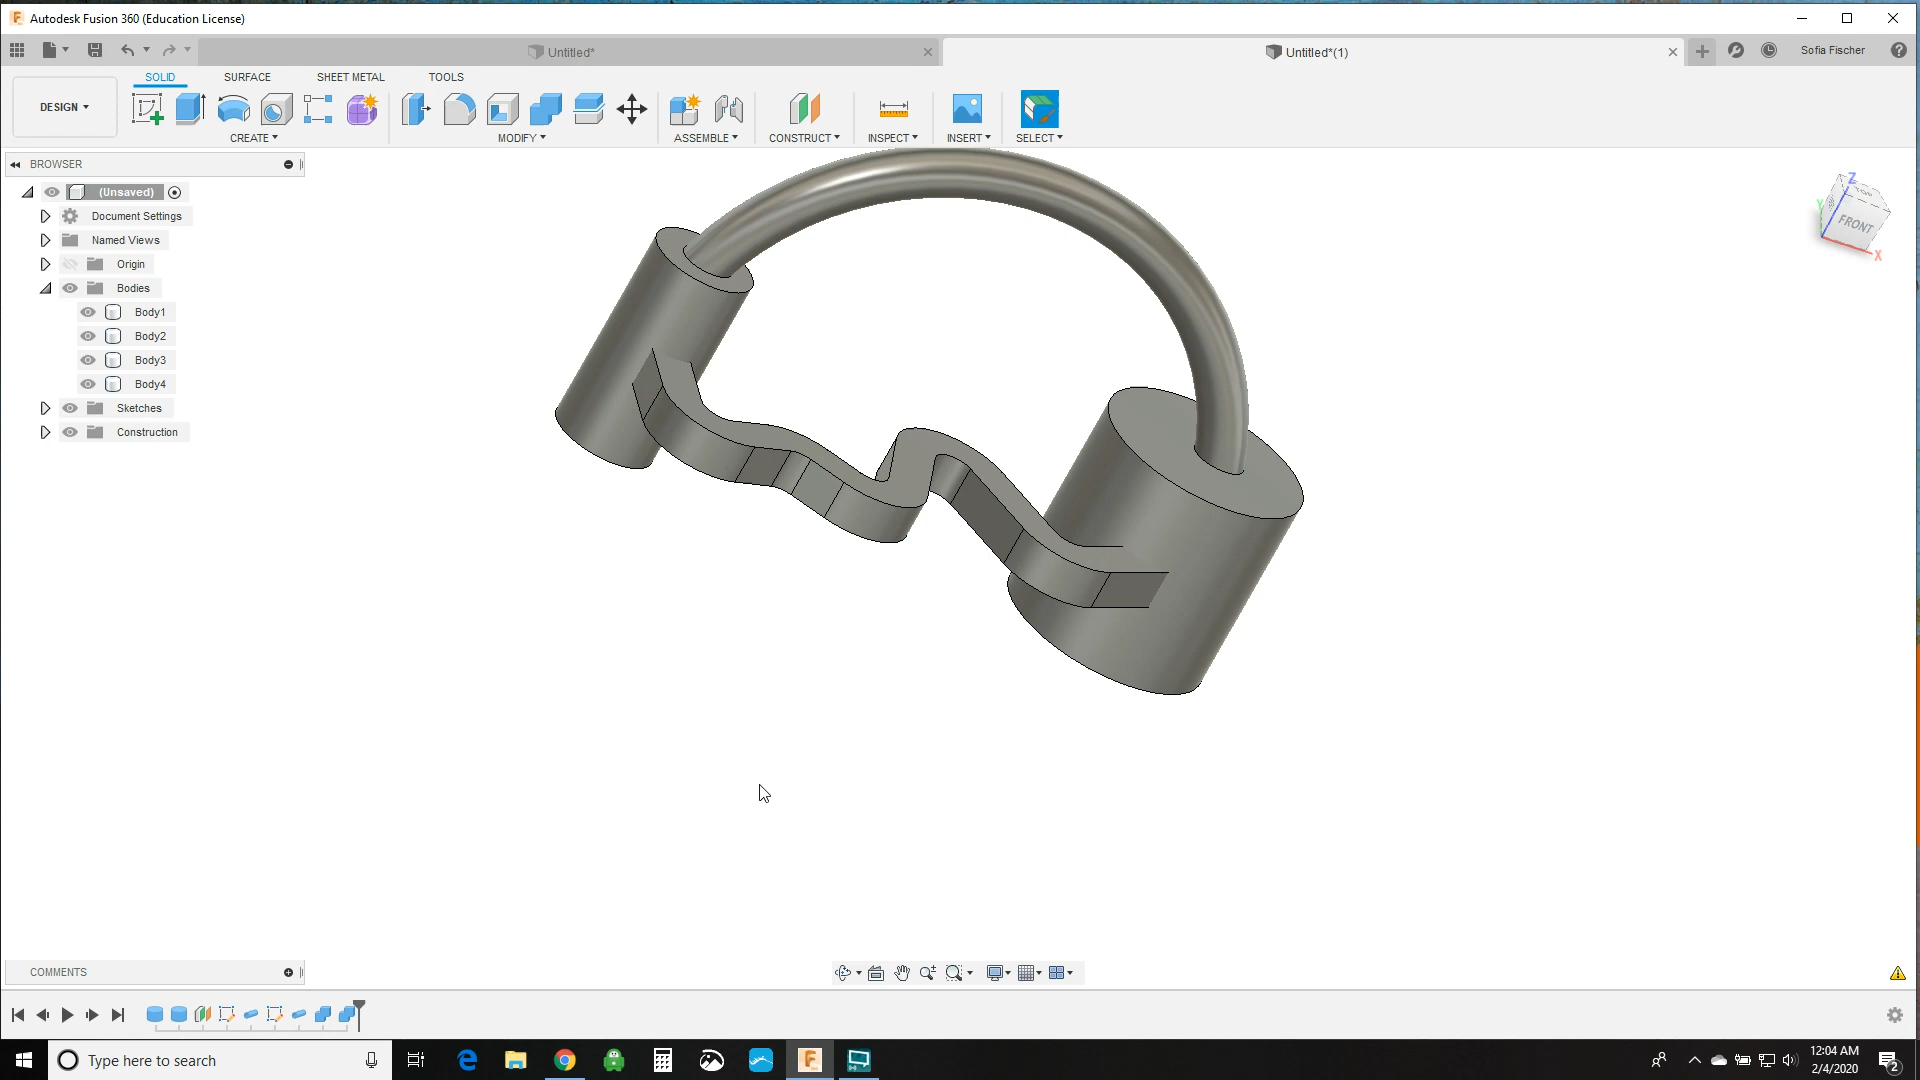 Autodesk Fusion 360 (Education License)
Untitled*
Untitled*(1)
Sofia Fischer
DESIGN
SOLID
SURFACE
SHEET METAL
TOOLS
CREATE
MODIFY
ASSEMBLE
CONSTRUCT
INSPECT
INSERT
SELECT
BROWSER
(Unsaved)
Document Settings
Named Views
Origin
Bodies
Body1
Body2
Body3
Body4
Sketches
Construction
Z
Y
FRONT
X
COMMENTS
Type here to search
12:04 AM
2/4/2020
2